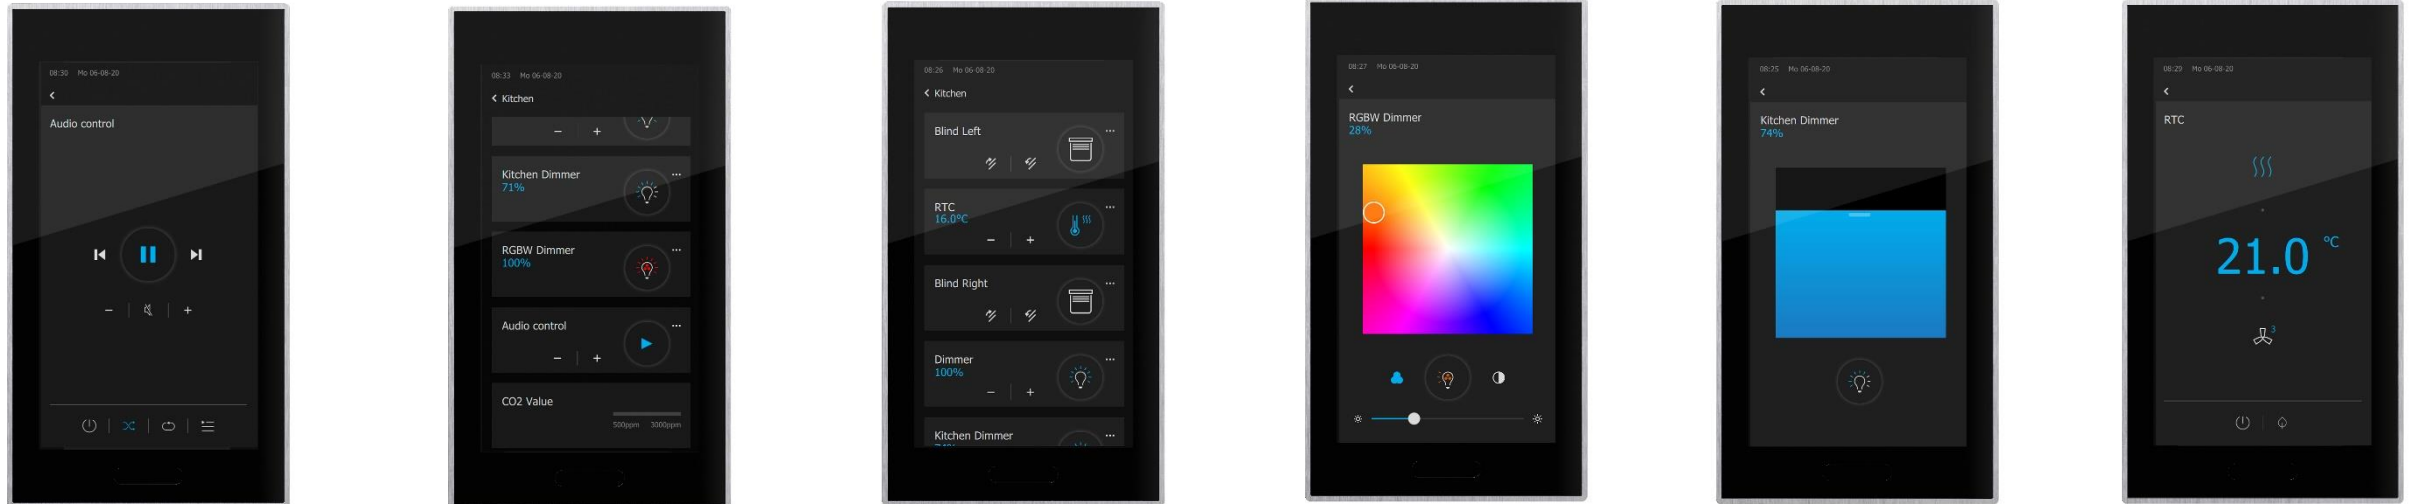 08:30 Mo 06-08-20
Audio control
08:33 Mo 06-08-20
Kitchen
Kitchen Dimmer
71%
RGBW Dimmer
100%
Audio control
CO2 Value
500ppm 3000ppm
08:26 Mo 06-08-20
Kitchen
Blind Left
RTC
16.0°C
Blind Right
Dimmer
100%
Kitchen Dimmer
08:27 Mo 06-08-20
RGBW Dimmer
28%
08:25 Mo 06-08-20
Kitchen Dimmer
74%
08:29 Mo 06-08-20
RTC
21.0 °C
3